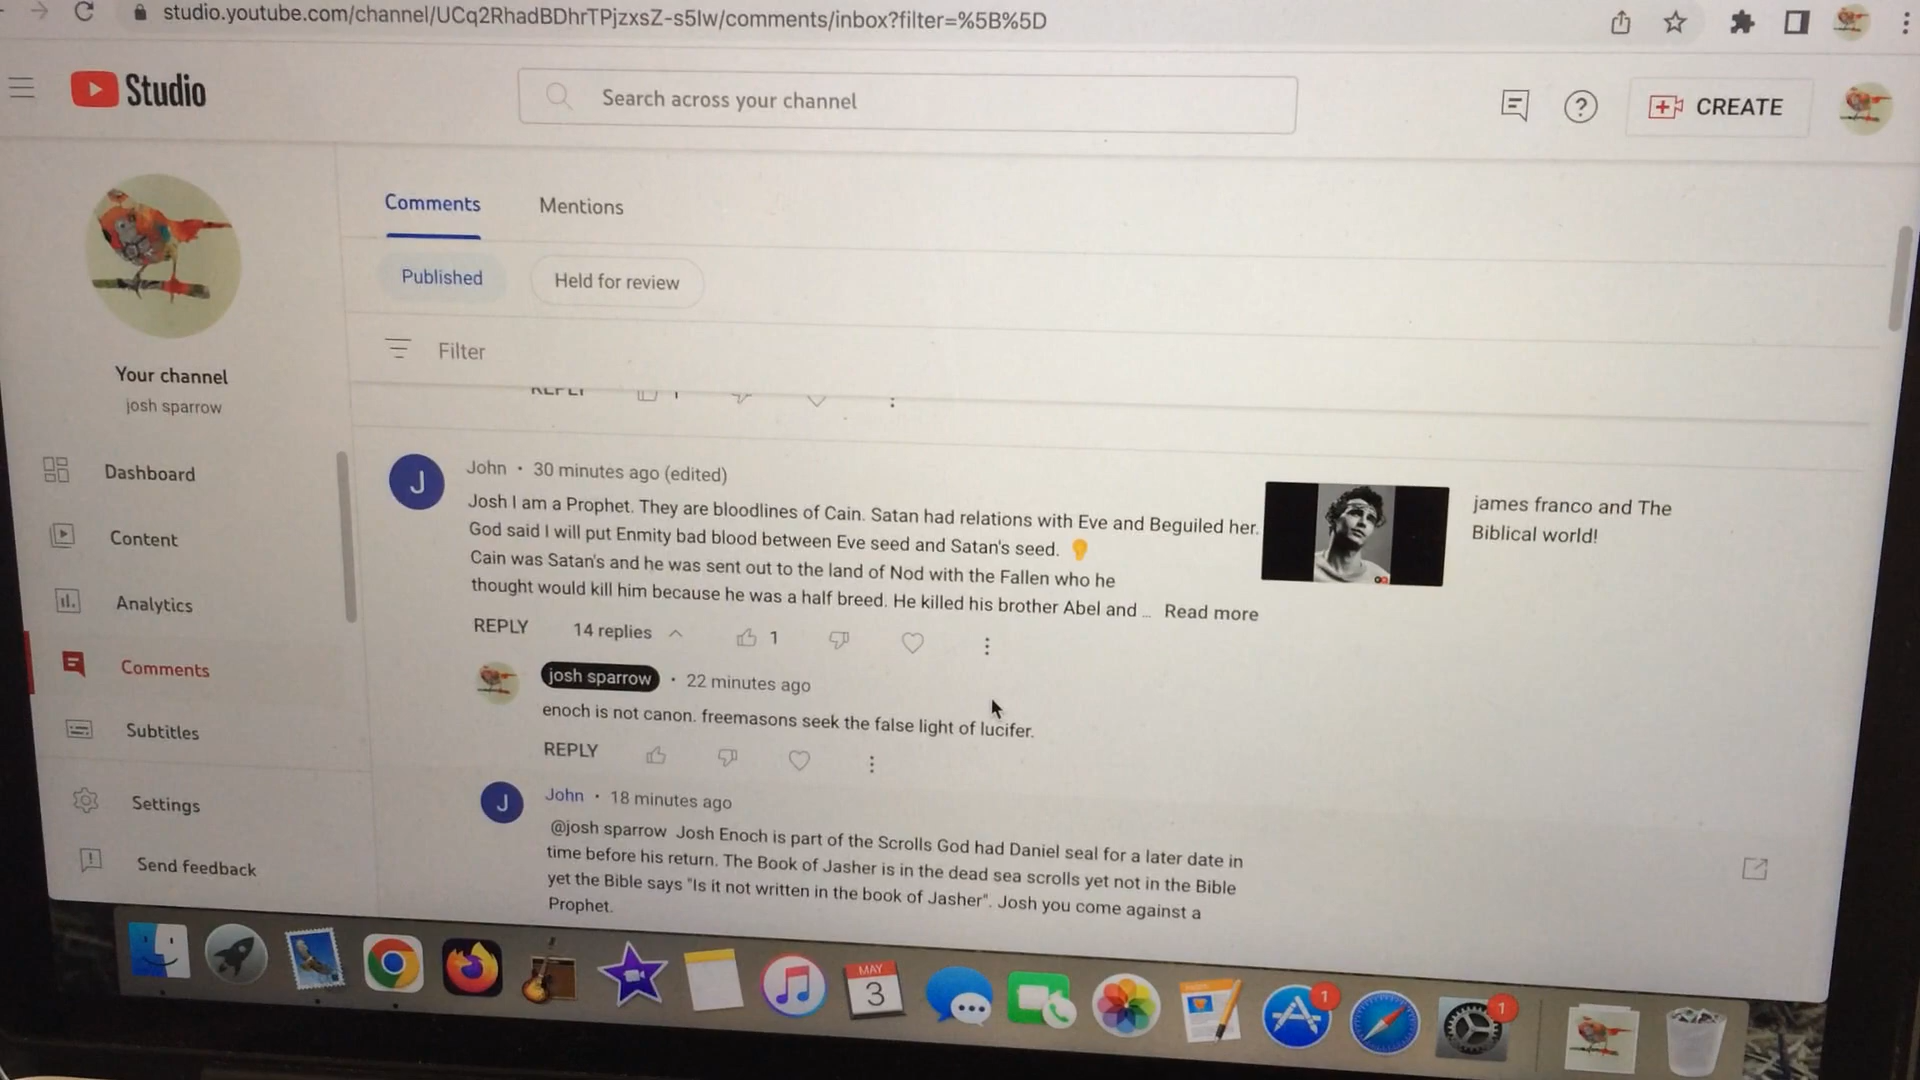 studio.youtube.com/channel/UCq2RhadBDhrTPjzxsZ-s5Iw/comments/inbox?filter=%5B%5D
Studio
Search across your channel
CREATE
Comments
Mentions
Published
Held for review
Filter
Your channel
josh sparrow
Dashboard
Content
Analytics
Comments
Subtitles
Settings
Send feedback
REPLY
1
J
John • 30 minutes ago (edited)
Josh I am a Prophet. They are bloodlines of Cain. Satan had relations with Eve and Beguiled her.
God said I will put Enmity bad blood between Eve seed and Satan's seed.
Cain was Satan's and he was sent out to the land of Nod with the Fallen who he
thought would kill him because he was a half breed. He killed his brother Abel and ... Read more
james franco and The
Biblical world!
REPLY 14 replies 1
josh sparrow • 22 minutes ago
enoch is not canon. freemasons seek the false light of lucifer.
REPLY
J
John • 18 minutes ago
@josh sparrow Josh Enoch is part of the Scrolls God had Daniel seal for a later date in
time before his return. The Book of Jasher is in the dead sea scrolls yet not in the Bible
yet the Bible says "Is it not written in the book of Jasher". Josh you come against a
Prophet.
MAY
3
1
1